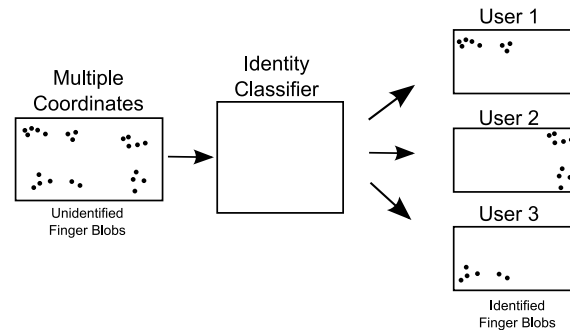 Multiple
Coordinates
Unidentified
Finger Blobs
Identity
Classifier
User 1
User 2
User 3
Identified
Finger Blobs